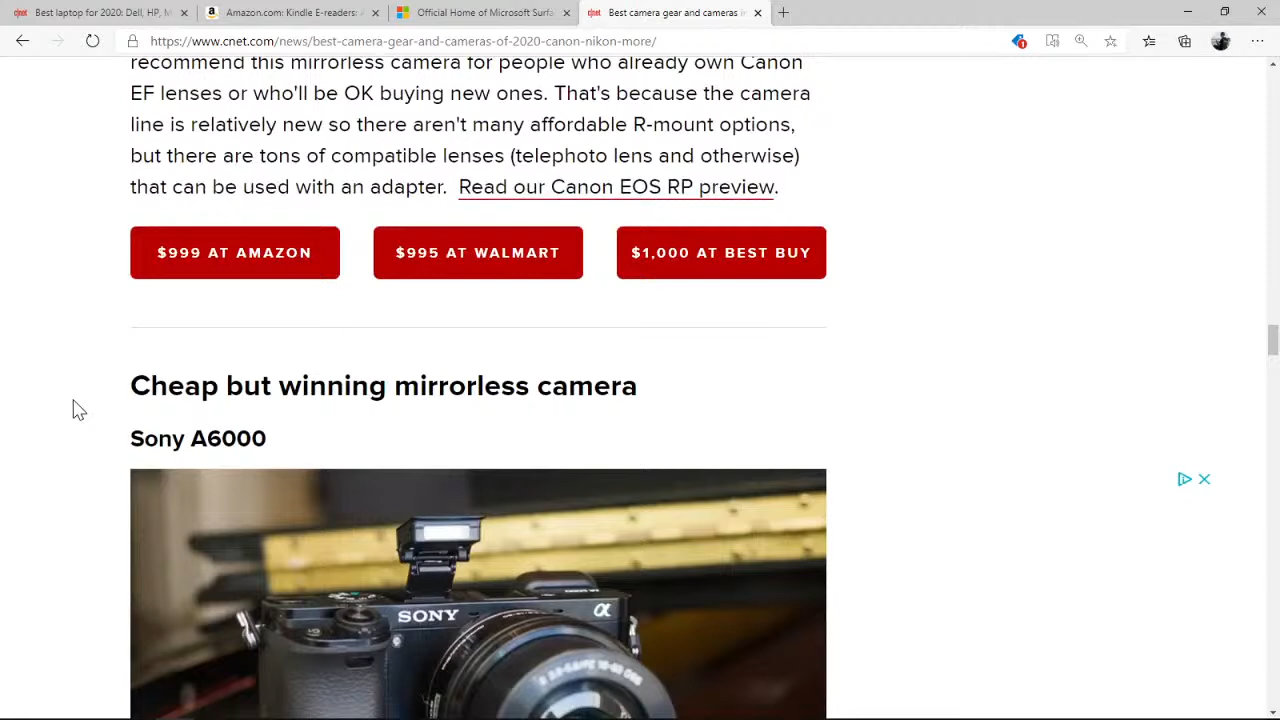 Best laptop for 2020: Dell, HP, M
Amazon.com: Kindle E-readers: A
Official Home of Microsoft Surfa
Best camera gear and cameras in
https://www.cnet.com/news/best-camera-gear-and-cameras-of-2020-canon-nikon-more/
1
recommend this mirrorless camera for people who already own Canon
EF lenses or who'll be OK buying new ones. That's because the camera
line is relatively new so there aren't many affordable R-mount options,
but there are tons of compatible lenses (telephoto lens and otherwise)
that can be used with an adapter. Read our Canon EOS RP preview.
$999 AT AMAZON
$995 AT WALMART
$1,000 AT BEST BUY
Cheap but winning mirrorless camera
Sony A6000
SONY
α